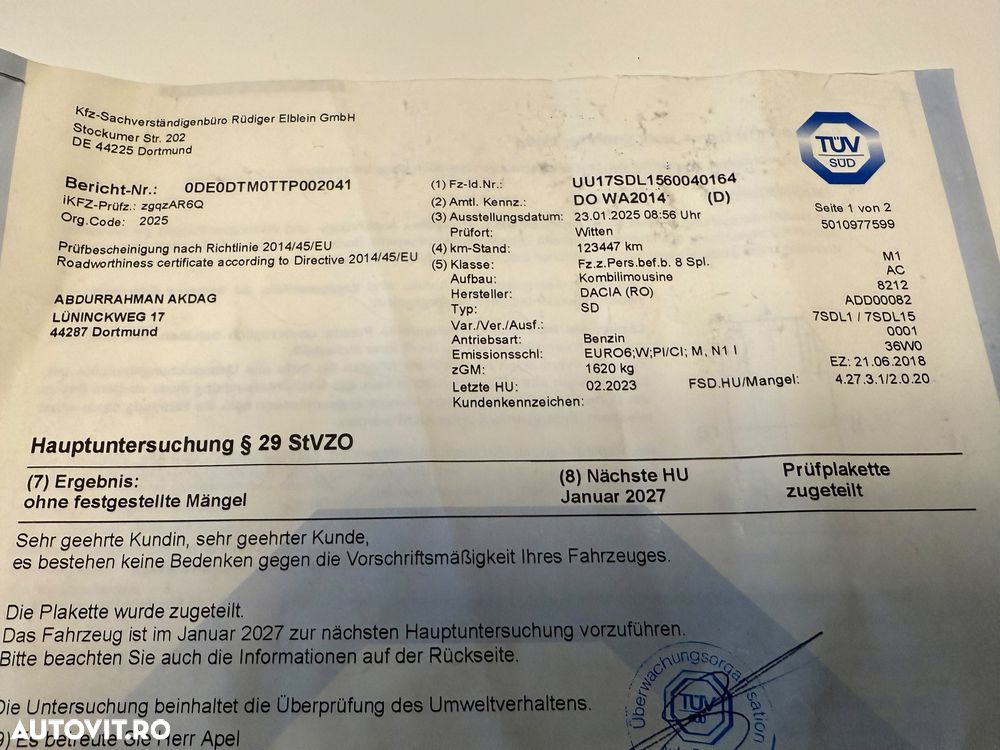 Kfz-Sachverständigenbüro Rüdiger Elblein GmbH
Stockumer Str. 202
DE 44225 Dortmund
TÜV
SÜD
Bericht-Nr.: 0DE0DTM0TTP002041
iKFZ-Prüfz.: zgqzAR6Q
Org.Code: 2025
Prüfbescheinigung nach Richtlinie 2014/45/EU
Roadworthiness certificate according to Directive 2014/45/EU
ABDURRAHMAN AKDAG
LÜNINCKWEG 17
44287 Dortmund
(1) Fz-Id.Nr.: UU17SDL1560040164
(2) Amtl. Kennz.: DO WA2014 (D)
(3) Ausstellungsdatum: 23.01.2025 08:56 Uhr
Prüfort: Witten
(4) km-Stand: 123447 km
(5) Klasse: Fz.z.Pers.bef.b. 8 Spl. M1
Aufbau: Kombilimousine AC
Hersteller: DACIA (RO) 8212
Typ: SD ADD00082
Var./Ver./Ausf.: 7SDL1 / 7SDL15
Antriebsart: Benzin 0001
Emissionsschl: EURO6;W;PI/CI; M, N1 I 36W0
zGM: 1620 kg EZ: 21.06.2018
Letzte HU: 02.2023 FSD.HU/Mangel: 4.27.3.1/2.0.20
Kundenkennzeichen:
Seite 1 von 2
5010977599
Hauptuntersuchung § 29 StVZO
(7) Ergebnis: (8) Nächste HU Prüfplakette
ohne festgestellte Mängel Januar 2027 zugeteilt
Sehr geehrte Kundin, sehr geehrter Kunde,
es bestehen keine Bedenken gegen die Vorschriftsmäßigkeit Ihres Fahrzeuges.
Die Plakette wurde zugeteilt.
Das Fahrzeug ist im Januar 2027 zur nächsten Hauptuntersuchung vorzuführen.
Bitte beachten Sie auch die Informationen auf der Rückseite.
Die Untersuchung beinhaltet die Überprüfung des Umweltverhaltens.
9) Es betreute Sie Herr Apel
Überwachungsorganisation
TÜV
AUTOVIT.RO